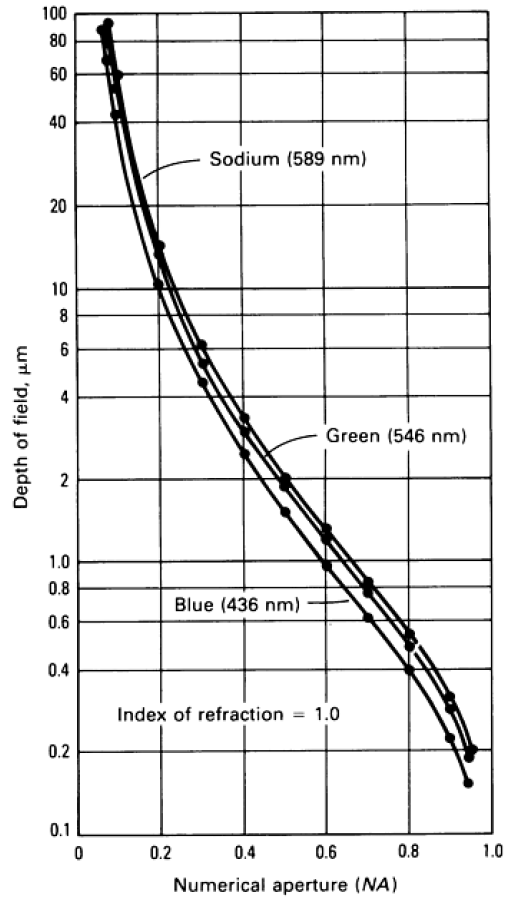 100
80
60
40
20
10
8
6
4
2
1.0
0.8
0.6
0.4
0.2
0.1
Depth of field, μm
Sodium (589 nm)
Green (546 nm)
Blue (436 nm)
Index of refraction = 1.0
0 0.2 0.4 0.6 0.8 1.0
Numerical aperture (NA)